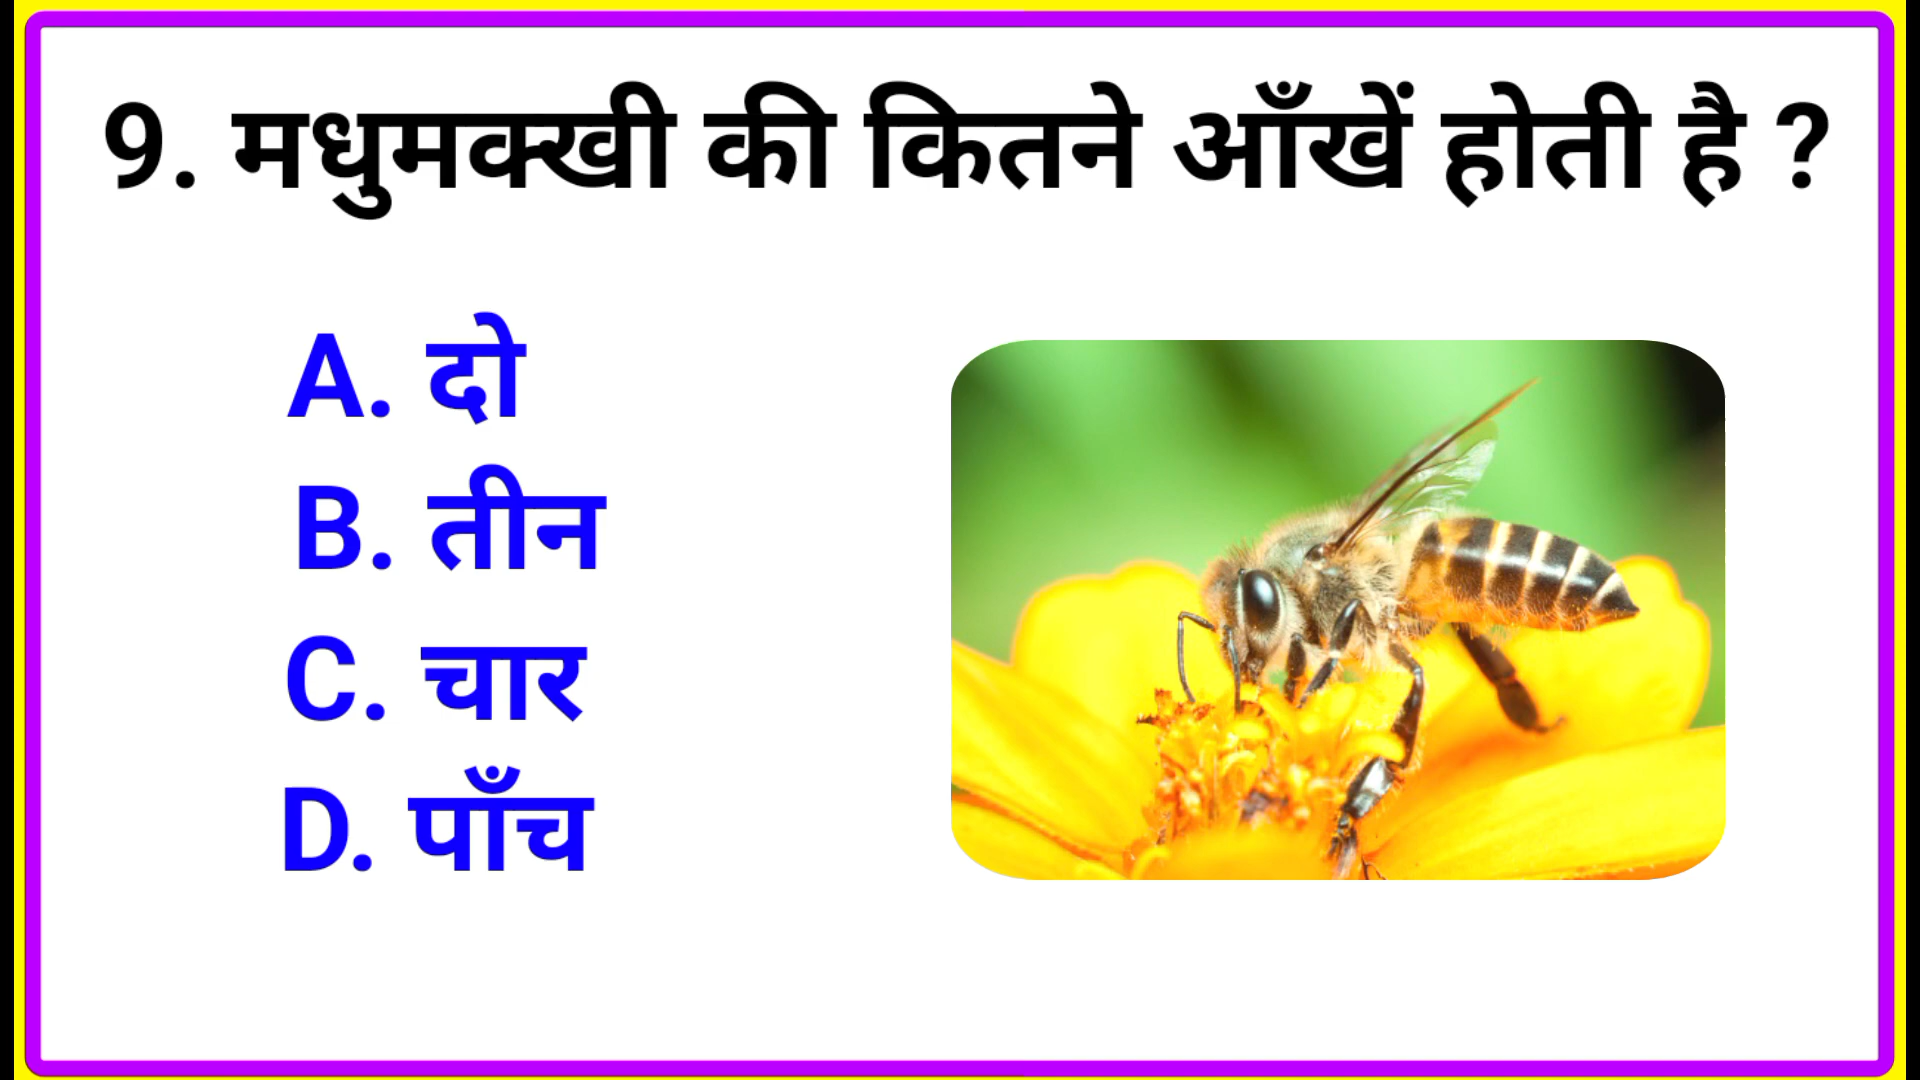 9. मधुमक्खी की कितने आँखें होती है ?
A. दो
B. तीन
C. चार
D. पाँच